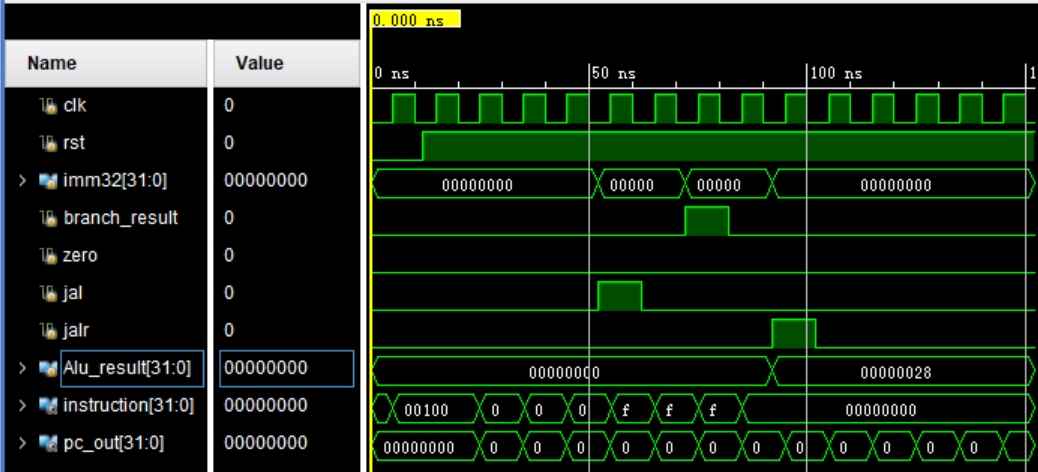 0.000 ns
Name Value
0 ns 50 ns 100 ns 1
clk 0
rst 0
imm32[31:0] 00000000 00000000 00000 00000 00000000
branch_result 0
zero 0
jal 0
jalr 0
Alu_result[31:0] 00000000 00000000 00000028
instruction[31:0] 00000000 00100 0 0 0 f f f 00000000
pc_out[31:0] 00000000 00000000 0 0 0 0 0 0 0 0 0 0 0 0